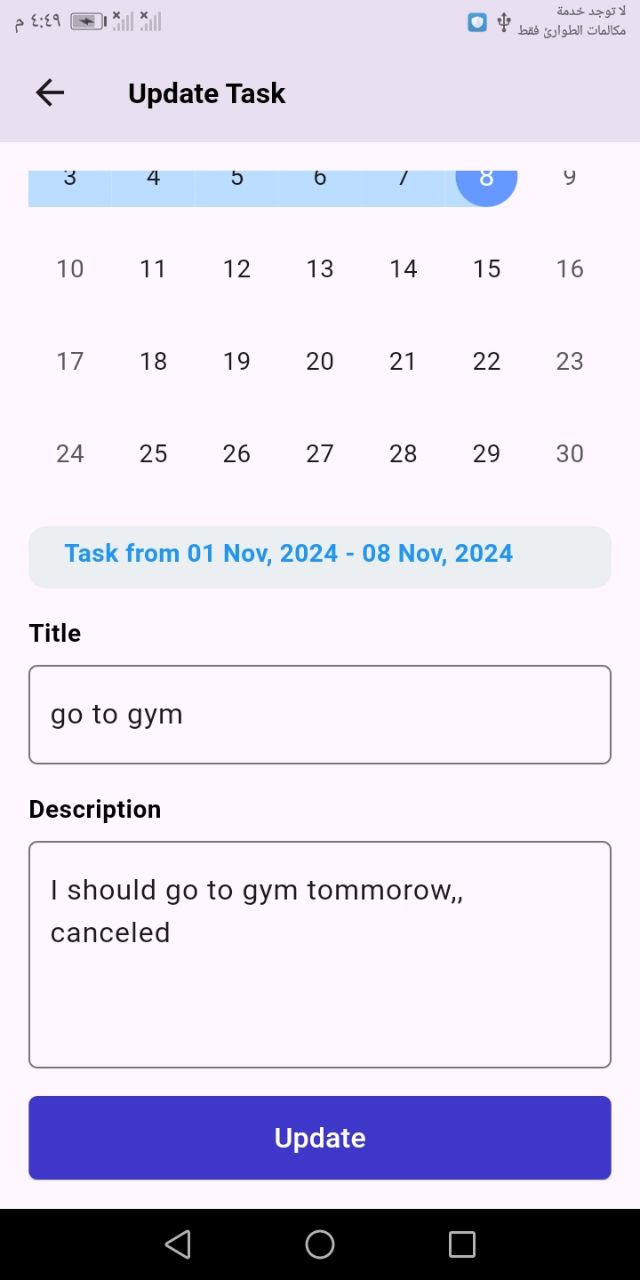 ٤:٤٩ م
لا توجد خدمة
مكالمات الطوارئ فقط
Update Task
3 4 5 6 7 8 9
10 11 12 13 14 15 16
17 18 19 20 21 22 23
24 25 26 27 28 29 30
Task from 01 Nov, 2024 - 08 Nov, 2024
Title
go to gym
Description
I should go to gym tommorow,,
canceled
Update